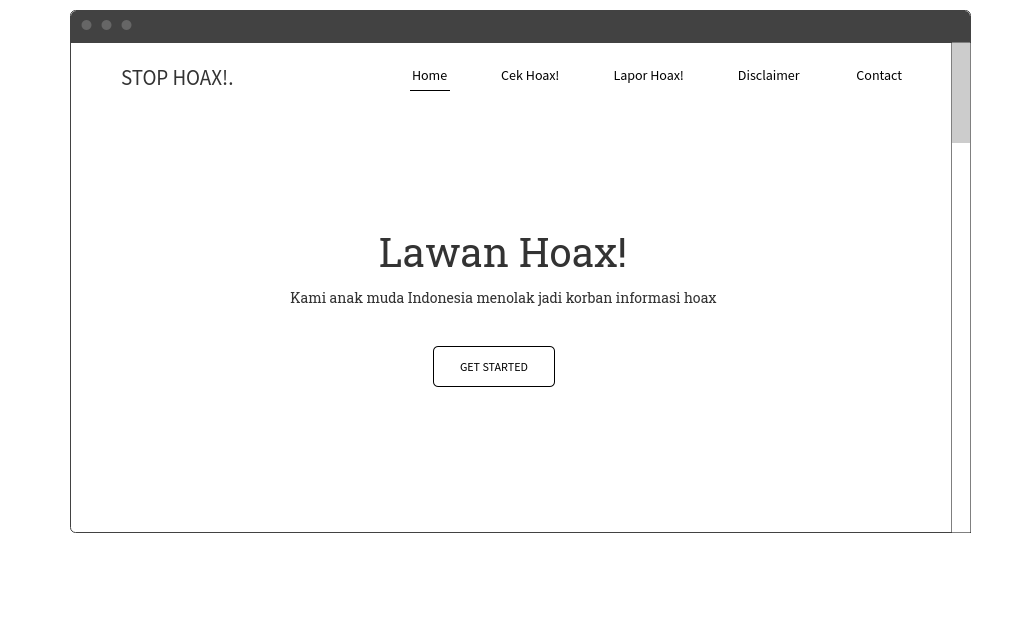 STOP HOAX!.
Home Cek Hoax! Lapor Hoax! Disclaimer Contact
Lawan Hoax!
Kami anak muda Indonesia menolak jadi korban informasi hoax
GET STARTED